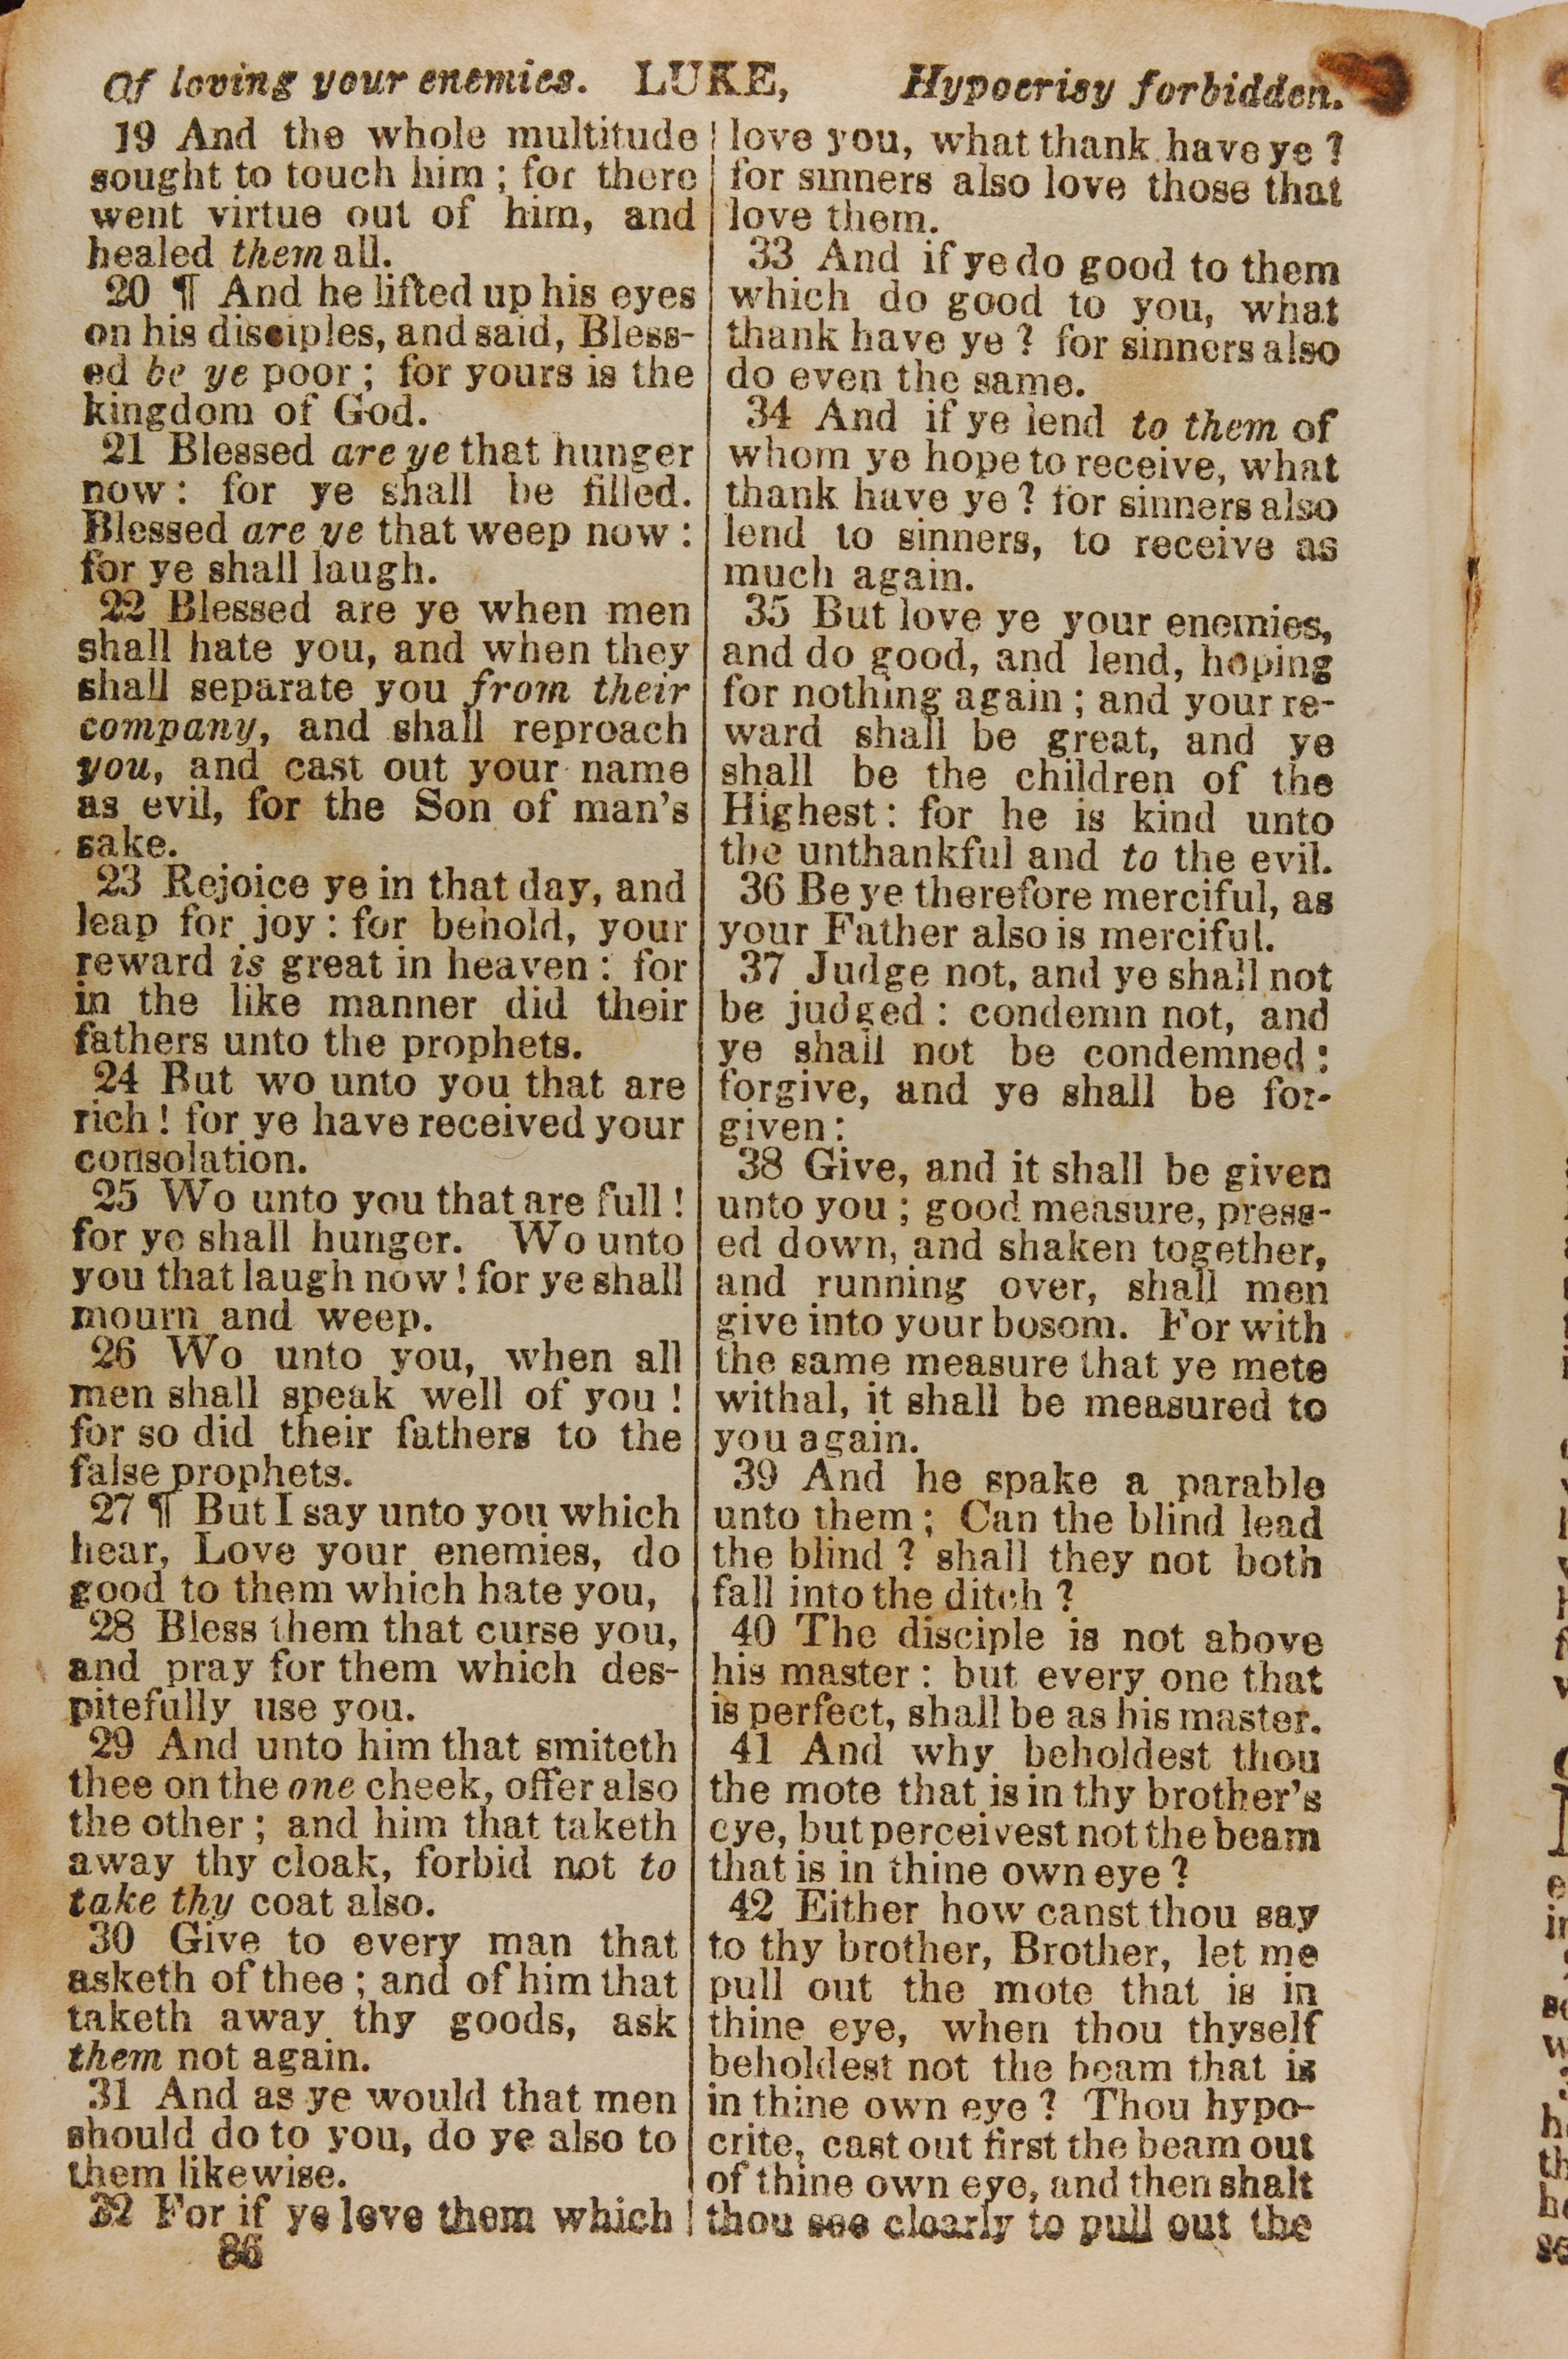 Of loving your enemies. LUKE, Hypocrisy forbidden.
19 And the whole multitude
sought to touch him ; for there
went virtue out of him, and
healed them all.
20 ¶ And he lifted up his eyes
on his disciples, and said, Bless-
ed be ye poor ; for yours is the
kingdom of God.
21 Blessed are ye that hunger
now : for ye shall be filled.
Blessed are ye that weep now :
for ye shall laugh.
22 Blessed are ye when men
shall hate you, and when they
shall separate you from their
company, and shall reproach
you, and cast out your name
as evil, for the Son of man's
sake.
23 Rejoice ye in that day, and
leap for joy : for behold, your
reward is great in heaven : for
in the like manner did their
fathers unto the prophets.
24 But wo unto you that are
rich ! for ye have received your
consolation.
25 Wo unto you that are full !
for ye shall hunger. Wo unto
you that laugh now ! for ye shall
mourn and weep.
26 Wo unto you, when all
men shall speak well of you !
for so did their fathers to the
false prophets.
27 ¶ But I say unto you which
hear, Love your enemies, do
good to them which hate you,
28 Bless them that curse you,
and pray for them which des-
pitefully use you.
29 And unto him that smiteth
thee on the one cheek, offer also
the other ; and him that taketh
away thy cloak, forbid not to
take thy coat also.
30 Give to every man that
asketh of thee ; and of him that
taketh away thy goods, ask
them not again.
31 And as ye would that men
should do to you, do ye also to
them likewise.
32 For if ye love them which
86
love you, what thank have ye ?
for sinners also love those that
love them.
33 And if ye do good to them
which do good to you, what
thank have ye ? for sinners also
do even the same.
34 And if ye lend to them of
whom ye hope to receive, what
thank have ye ? for sinners also
lend to sinners, to receive as
much again.
35 But love ye your enemies,
and do good, and lend, hoping
for nothing again ; and your re-
ward shall be great, and ye
shall be the children of the
Highest : for he is kind unto
the unthankful and to the evil.
36 Be ye therefore merciful, as
your Father also is merciful.
37 Judge not, and ye shall not
be judged : condemn not, and
ye shall not be condemned :
forgive, and ye shall be for-
given :
38 Give, and it shall be given
unto you ; good measure, press-
ed down, and shaken together,
and running over, shall men
give into your bosom. For with
the same measure that ye mete
withal, it shall be measured to
you again.
39 And he spake a parable
unto them ; Can the blind lead
the blind ? shall they not both
fall into the ditch ?
40 The disciple is not above
his master : but every one that
is perfect, shall be as his master.
41 And why beholdest thou
the mote that is in thy brother's
eye, but perceivest not the beam
that is in thine own eye ?
42 Either how canst thou say
to thy brother, Brother, let me
pull out the mote that is in
thine eye, when thou thyself
beholdest not the beam that is
in thine own eye ? Thou hypo-
crite, cast out first the beam out
of thine own eye, and then shalt
thou see clearly to pull out the